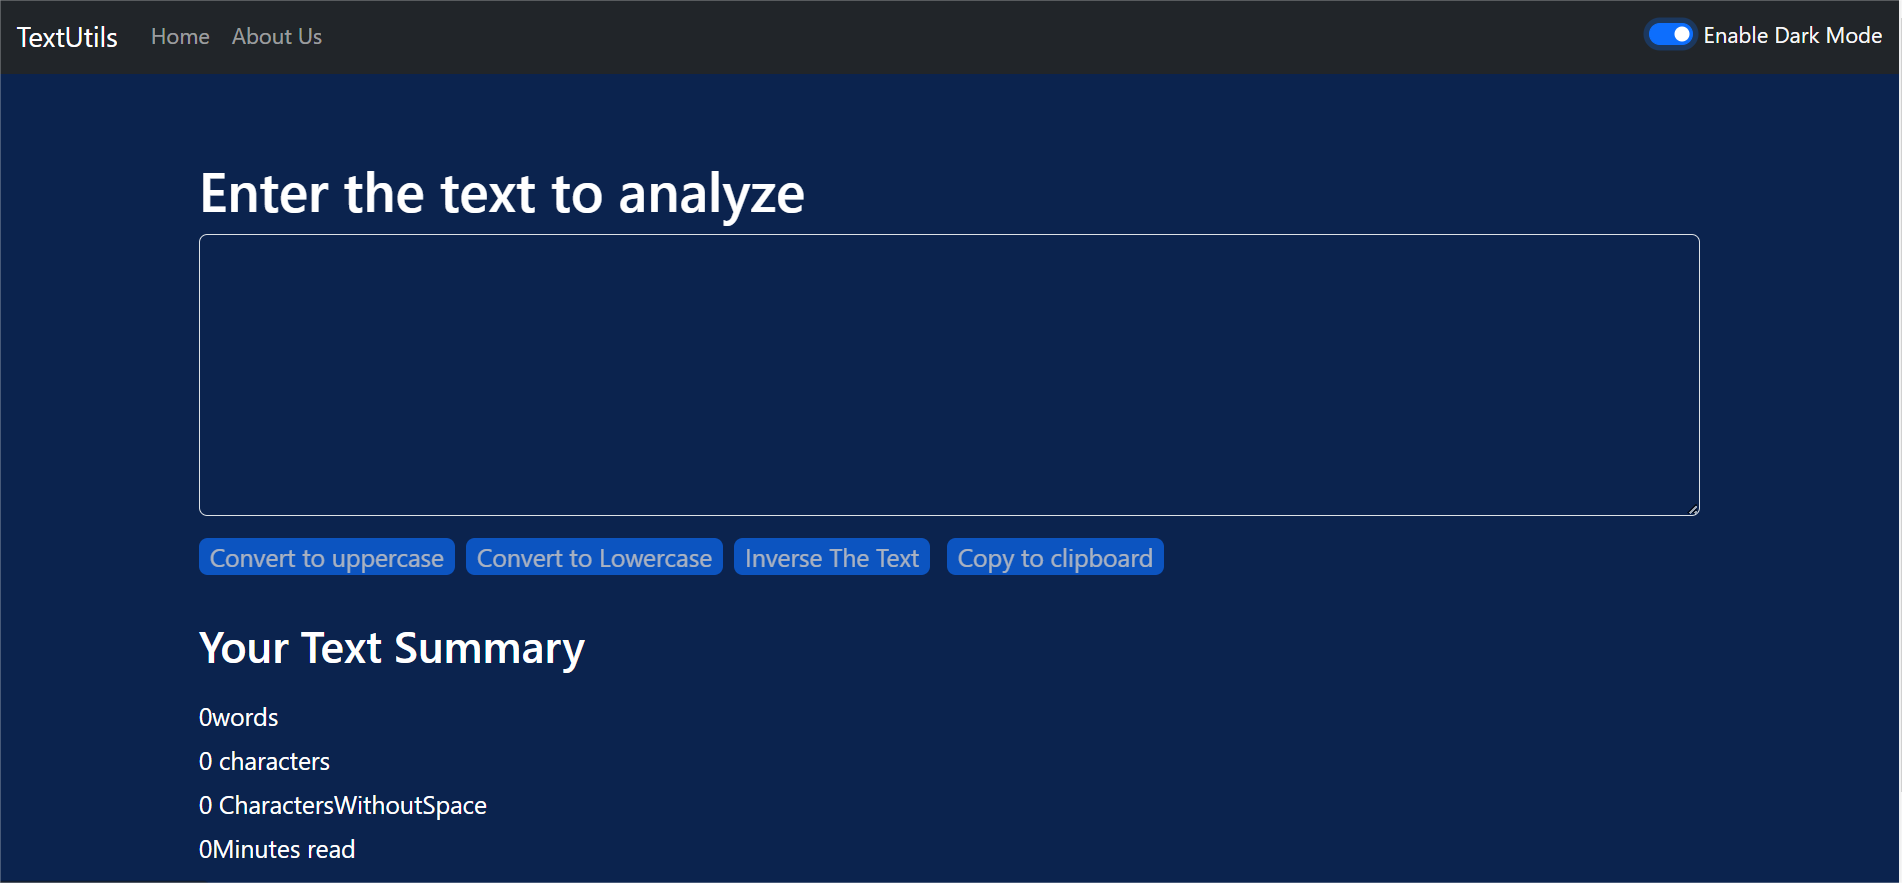 TextUtils Home About Us Enable Dark Mode
Enter the text to analyze
Convert to uppercase Convert to Lowercase Inverse The Text Copy to clipboard
Your Text Summary
0words
0 characters
0 CharactersWithoutSpace
0Minutes read